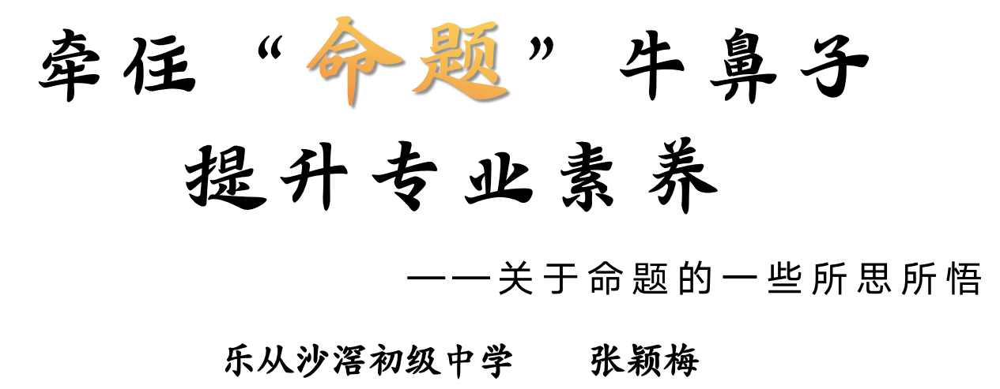 牵住“命题”牛鼻子
提升专业素养
——关于命题的一些所思所悟
乐从沙滘初级中学 张颖梅